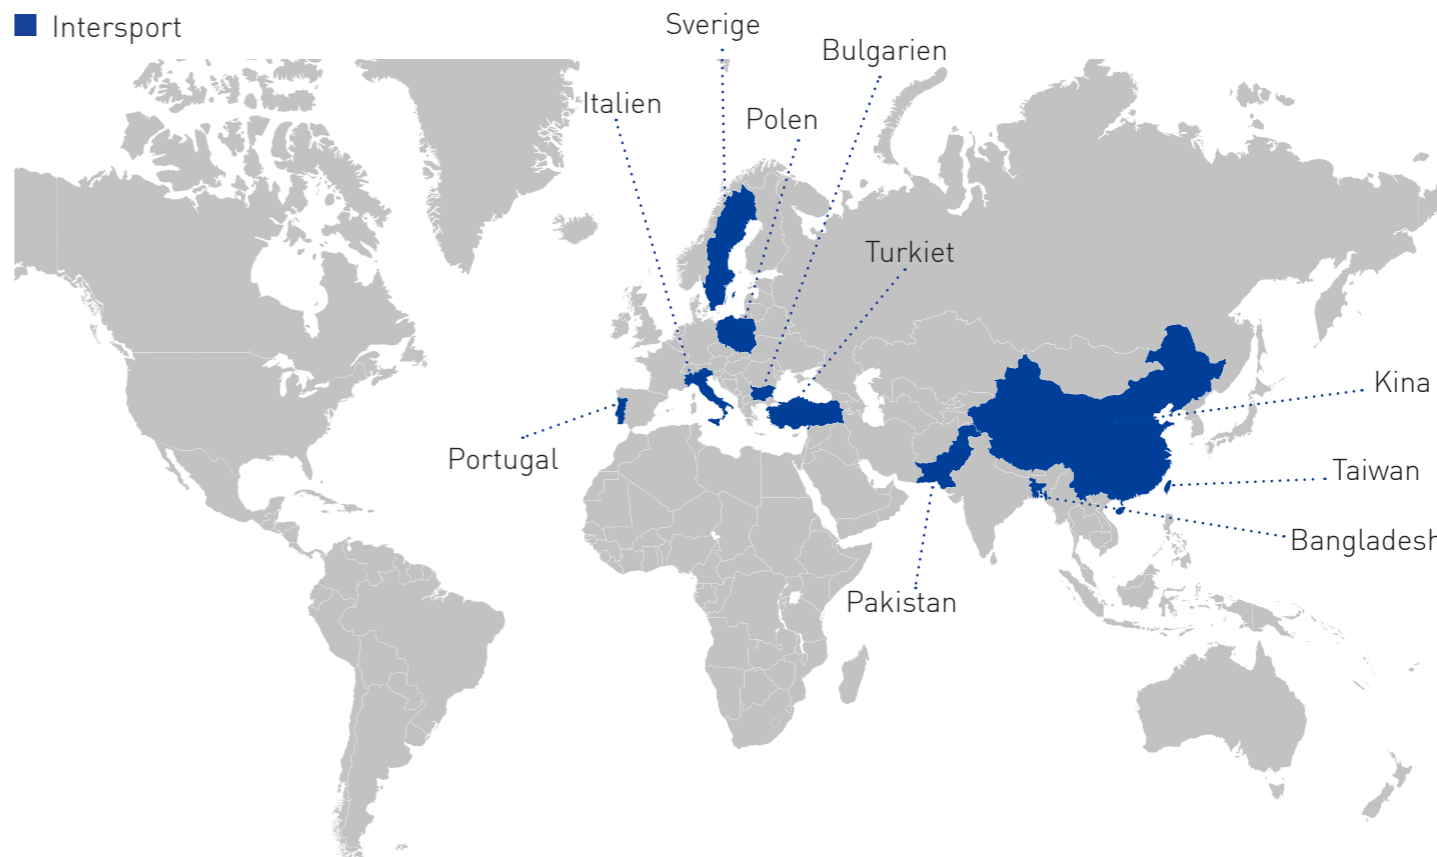 Intersport
Sverige
Bulgarien
Italien
Polen
Turkiet
Kina
Portugal
Taiwan
Bangladesh
Pakistan